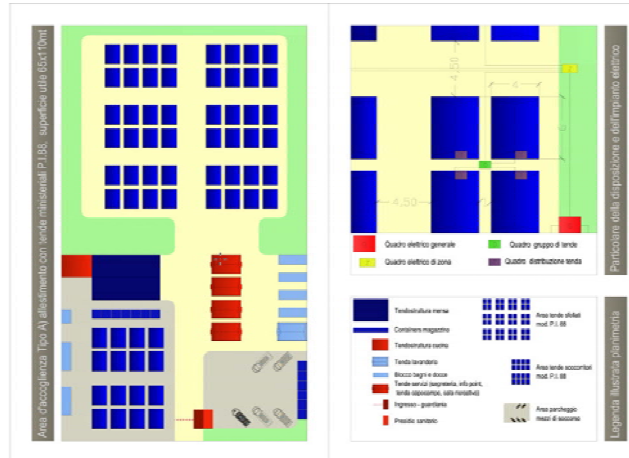 Area d'accoglienza Tipo A) allestimento con tende ministeriali P.I.88, superficie utile 65x110mt
4.50
4
6
4.50
Particolare della disposizione e dell'impianto elettrico
Quadro elettrico generale
Quadro gruppo di tende
Quadro elettrico di zona
Quadro distribuzione tenda
Tendostruttura mensa
Containers magazzino
Tendostruttura cucina
Tenda lavanderia
Blocco bagni e docce
Tende servizi (segreteria, info point,
tenda capocampo, sala ricreativa)
Ingresso - guardiania
Presidio sanitario
Area tende sfollati
mod. P.I. 88
Area tende soccorritori
mod. P.I. 88
Area parcheggio
mezzi di soccorso
Legenda illustrata planimetria